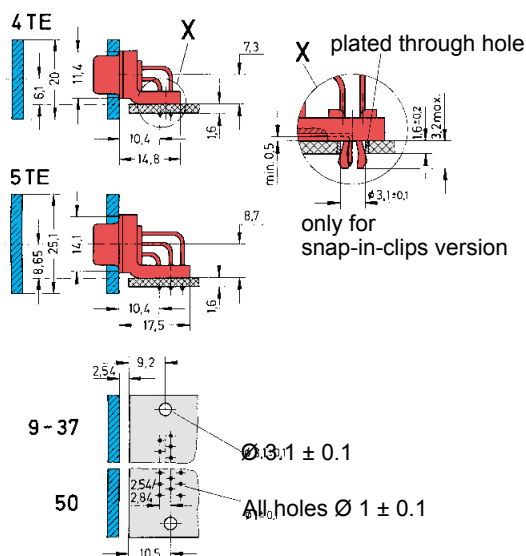 4 TE
X
7,3
20
6,1
11,4
1,6
10,4
14,8
X
plated through hole
min. 0,5
1,6±0,2
3,2max.
ϕ3,1±0,1
only for
snap-in-clips version
5 TE
8,7
25,1
8,65
14,1
1,6
10,4
17,5
9,2
2,54
9-37
Ø 3.1 ± 0.1
50
2,54/
2,84
All holes Ø 1 ± 0.1
10,5